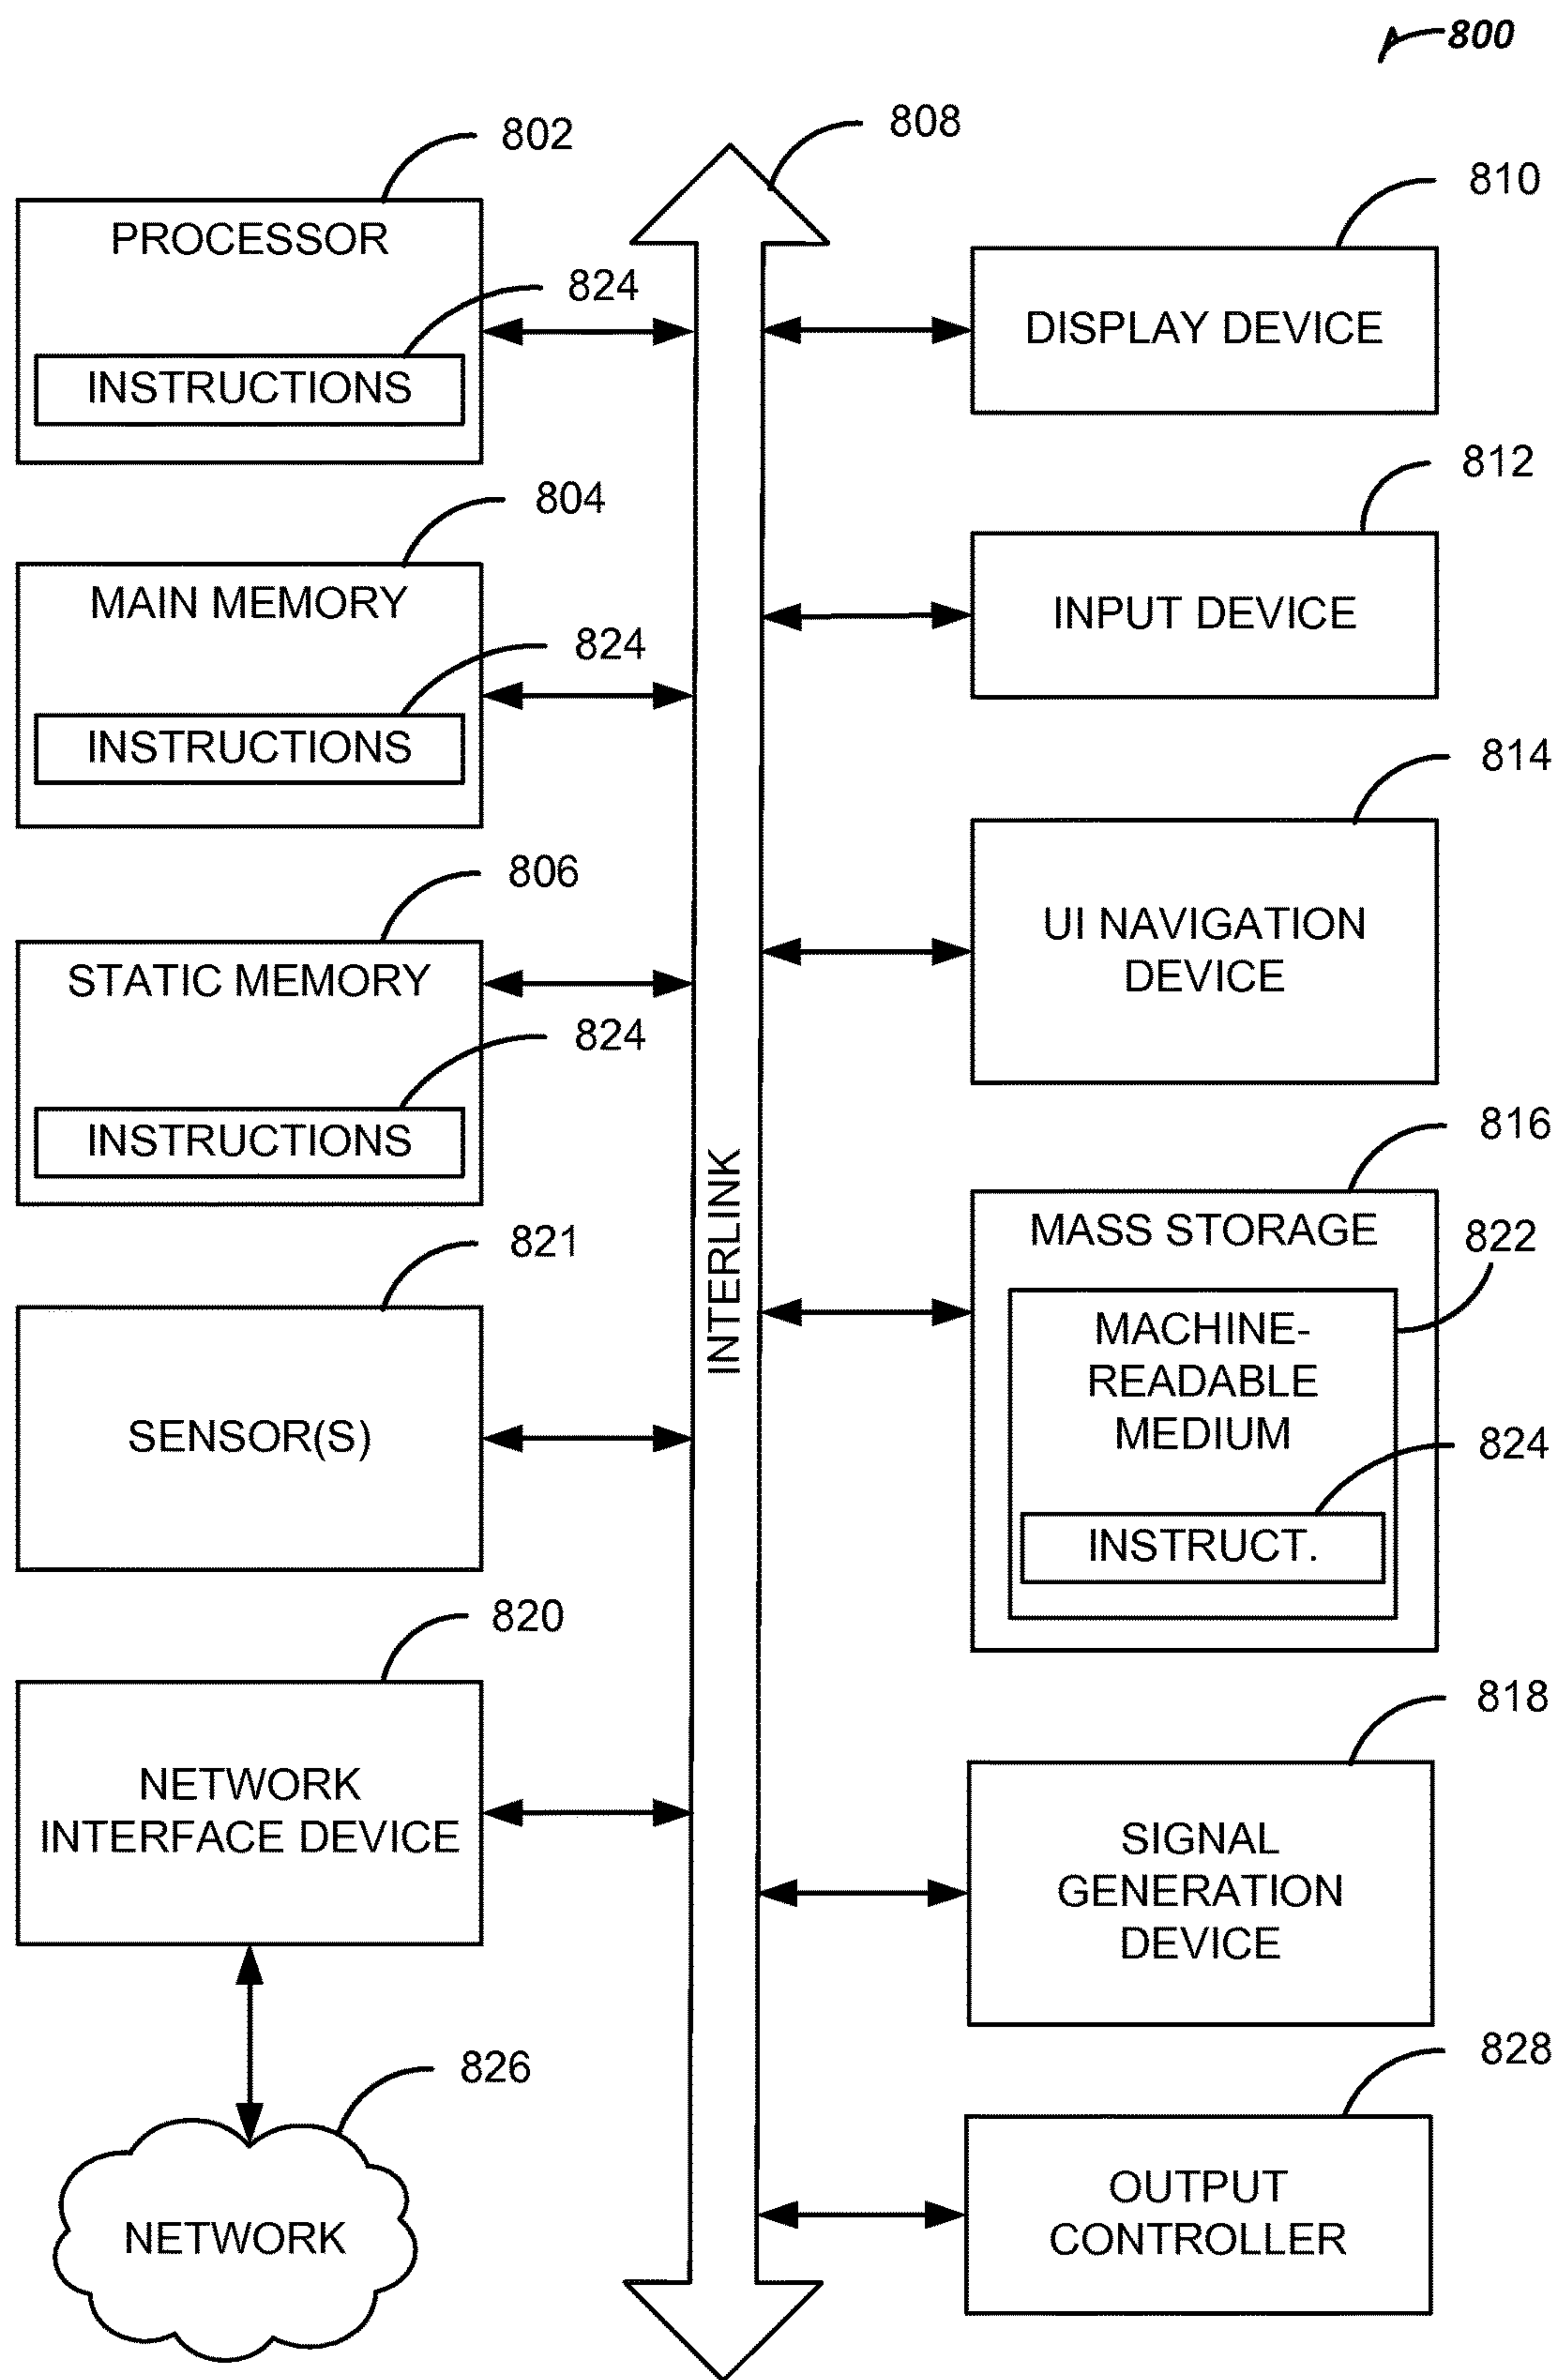 800
802
808
810
PROCESSOR
824
INSTRUCTIONS
DISPLAY DEVICE
804
812
MAIN MEMORY
824
INSTRUCTIONS
INPUT DEVICE
806
814
STATIC MEMORY
824
INSTRUCTIONS
UI NAVIGATION
DEVICE
INTERLINK
821
SENSOR(S)
816
MASS STORAGE
822
MACHINE-
READABLE
MEDIUM
824
INSTRUCT.
820
NETWORK
INTERFACE DEVICE
818
SIGNAL
GENERATION
DEVICE
826
NETWORK
828
OUTPUT
CONTROLLER